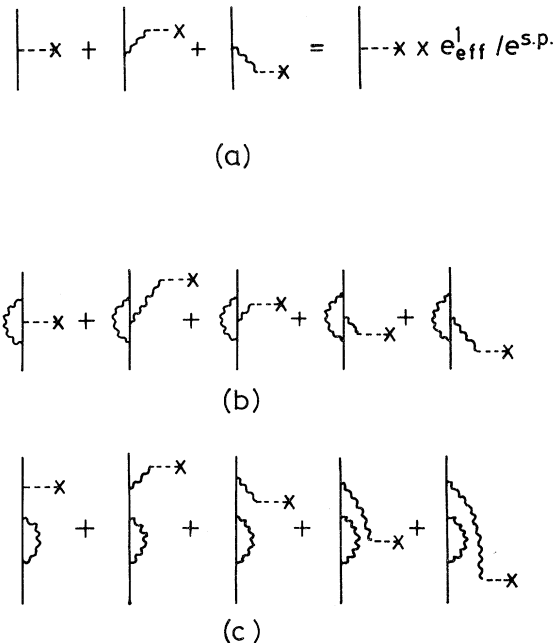 + + = x e¹eff /eˢ·ᵖ·
(a)
+ + + +
(b)
+ + + +
(c)